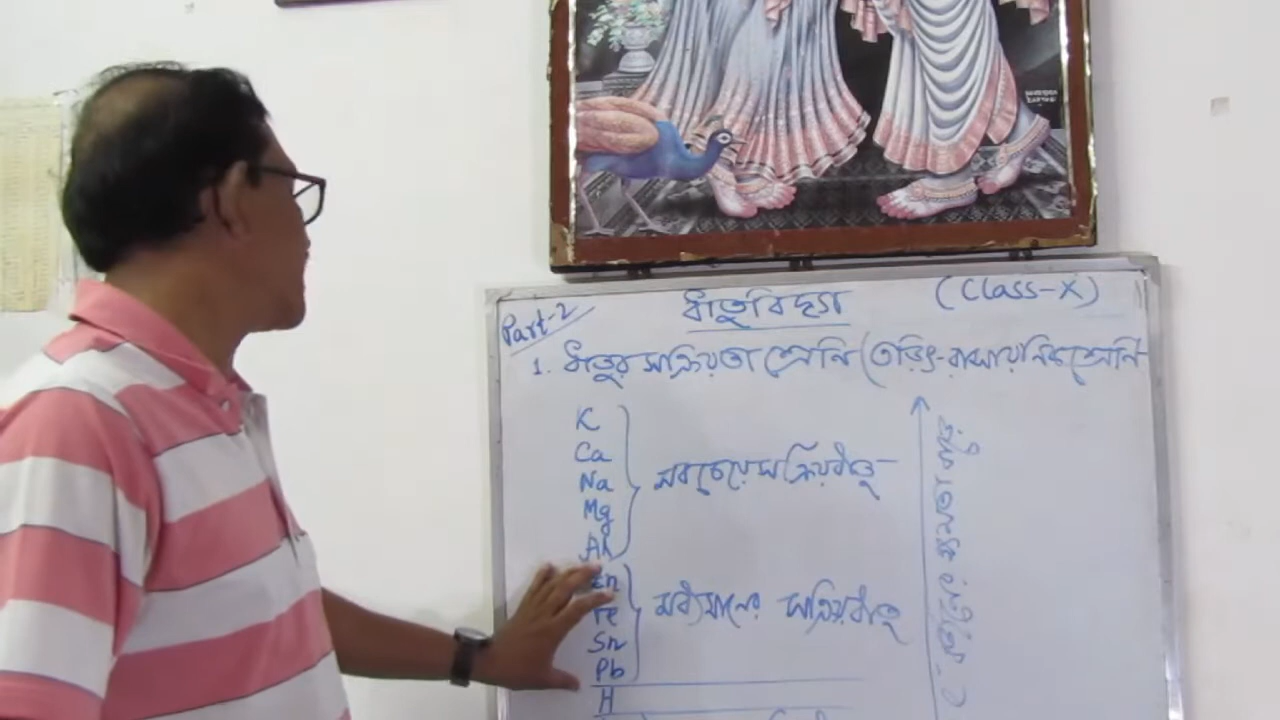 Part-2
ধাতুবিদ্যা
(Class-X)
1. ধাতুর সক্রিয়তা শ্রেনি (তড়িৎ-রাসায়নিক শ্রেনি-
K
Ca
Na
Mg
Al
সবচেয়ে সক্রিয় ধাতু
Zn
Fe
Sn
Pb
মধ্যমানের সক্রিয় ধাতু
H